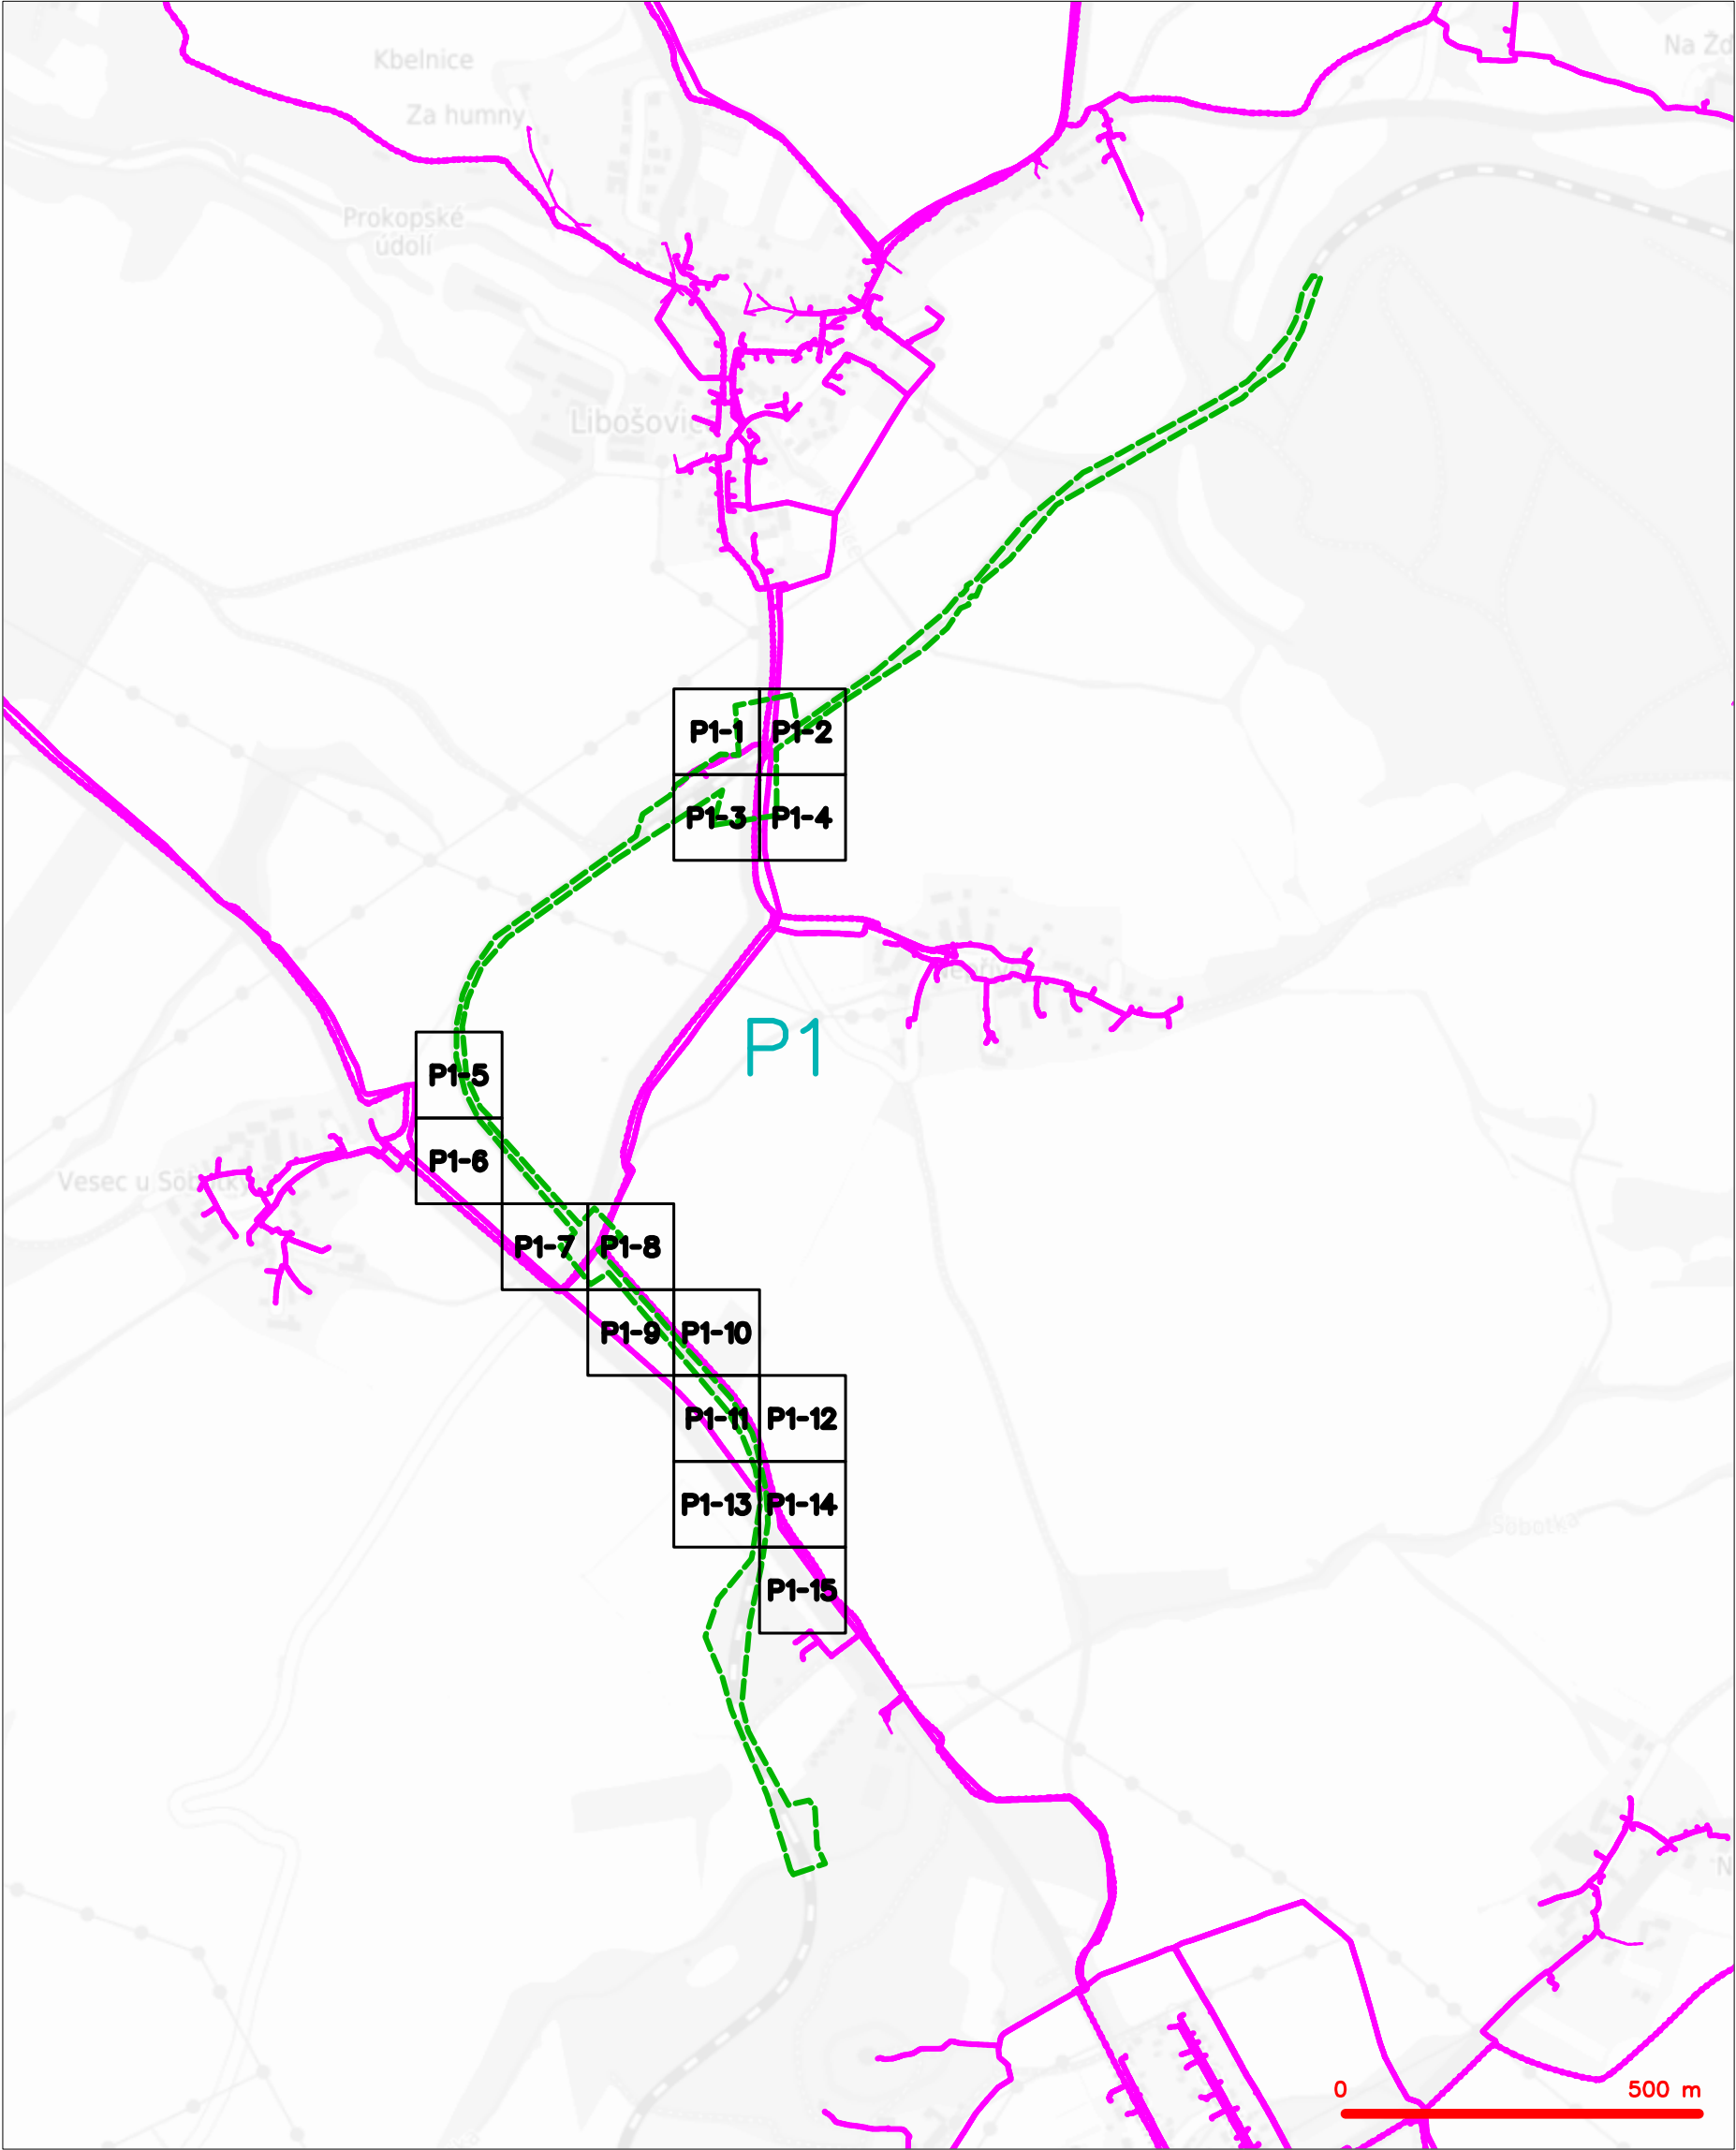 Kbelnice
Na Žd
Za humny
Prokopské
údolí
Libošovic
P1-1
P1-2
P1-3
P1-4
P1
P1-5
P1-6
Vesec u Sobotky
P1-7
P1-8
P1-9
P1-10
P1-11
P1-12
P1-13
P1-14
Sobotka
P1-15
0
500 m